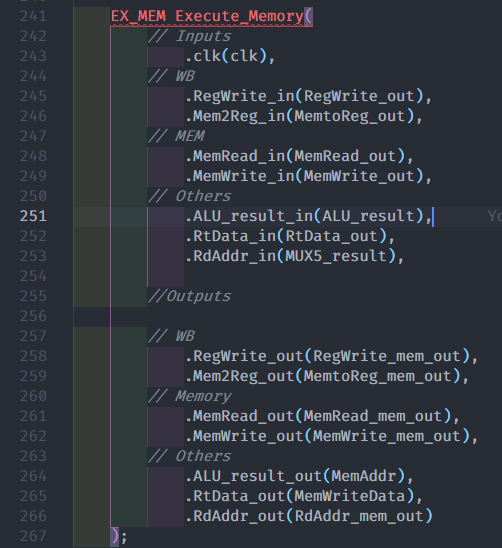 241 EX_MEM Execute_Memory(
242 // Inputs
243 .clk(clk),
244 // WB
245 .RegWrite_in(RegWrite_out),
246 .Mem2Reg_in(MemtoReg_out),
247 // MEM
248 .MemRead_in(MemRead_out),
249 .MemWrite_in(MemWrite_out),
250 // Others
251 .ALU_result_in(ALU_result), Yo
252 .RtData_in(RtData_out),
253 .RdAddr_in(MUX5_result),
254
255 //Outputs
256
257 // WB
258 .RegWrite_out(RegWrite_mem_out),
259 .Mem2Reg_out(MemtoReg_mem_out),
260 // Memory
261 .MemRead_out(MemRead_mem_out),
262 .MemWrite_out(MemWrite_mem_out),
263 // Others
264 .ALU_result_out(MemAddr),
265 .RtData_out(MemWriteData),
266 .RdAddr_out(RdAddr_mem_out)
267 );